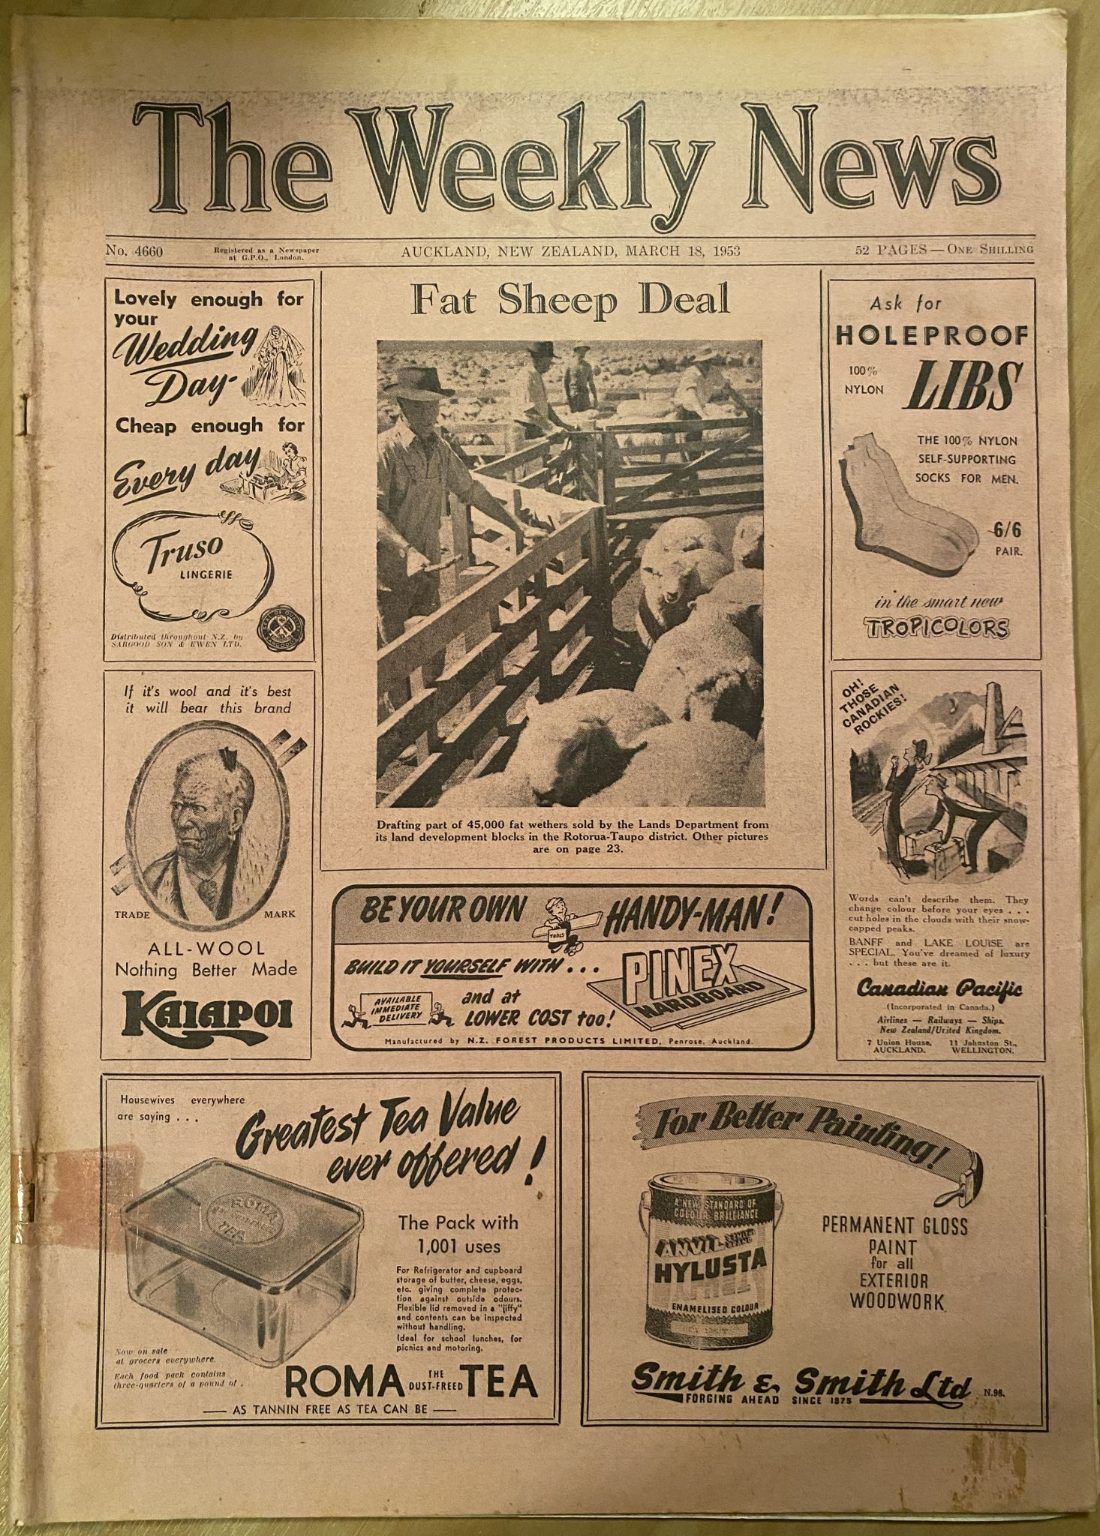 The Weekly News
No. 4660
Registered as a Newspaper
at G.P.O., London.
AUCKLAND, NEW ZEALAND, MARCH 18, 1953
52 PAGES — ONE SHILLING
Lovely enough for
your
Wedding
Day-
Cheap enough for
Every day
Truso
LINGERIE
Distributed throughout N.Z. by
SARGOOD SON & EWEN LTD.
Fat Sheep Deal
Drafting part of 45,000 fat wethers sold by the Lands Department from
its land development blocks in the Rotorua-Taupo district. Other pictures
are on page 23.
Ask for
HOLEPROOF
100%
NYLON
LIBS
THE 100% NYLON
SELF-SUPPORTING
SOCKS FOR MEN.
6/6
PAIR.
in the smart new
TROPICOLORS
If it's wool and it's best
it will bear this brand
TRADE MARK
ALL-WOOL
Nothing Better Made
KAIAPOI
BE YOUR OWN HANDY-MAN!
BUILD IT YOURSELF WITH . . .
PINEX
HARDBOARD
AVAILABLE
IMMEDIATE
DELIVERY
and at
LOWER COST too!
Manufactured by N.Z. FOREST PRODUCTS LIMITED, Penrose, Auckland.
OH!
THOSE
CANADIAN
ROCKIES!
Words can't describe them. They
change colour before your eyes . . .
cut holes in the clouds with their snow-
capped peaks.
BANFF and LAKE LOUISE are
SPECIAL. You've dreamed of luxury
. . . but these are it.
Canadian Pacific
(Incorporated in Canada.)
Airlines — Railways — Ships.
New Zealand/United Kingdom.
7 Union House,
AUCKLAND.
11 Johnston St.,
WELLINGTON.
Housewives everywhere
are saying . . .
Greatest Tea Value
ever offered!
ROMA
TEA
The Pack with
1,001 uses
For Refrigerator and cupboard
storage of butter, cheese, eggs,
etc. giving complete protec-
tion against outside odours.
Flexible lid removed in a "jiffy"
and contents can be inspected
without handling.
Ideal for school lunches, for
picnics and motoring.
Now on sale
at grocers everywhere.
Each food pack contains
three-quarters of a pound of .
ROMA THE DUST-FREED TEA
— AS TANNIN FREE AS TEA CAN BE —
For Better Painting!
A NEW STANDARD OF
COLOUR BRILLIANCE
ANVIL
HYLUSTA
ENAMELISED COLOUR
PERMANENT GLOSS
PAINT
for all
EXTERIOR
WOODWORK
Smith & Smith Ltd
N.98.
FORGING AHEAD SINCE 1875